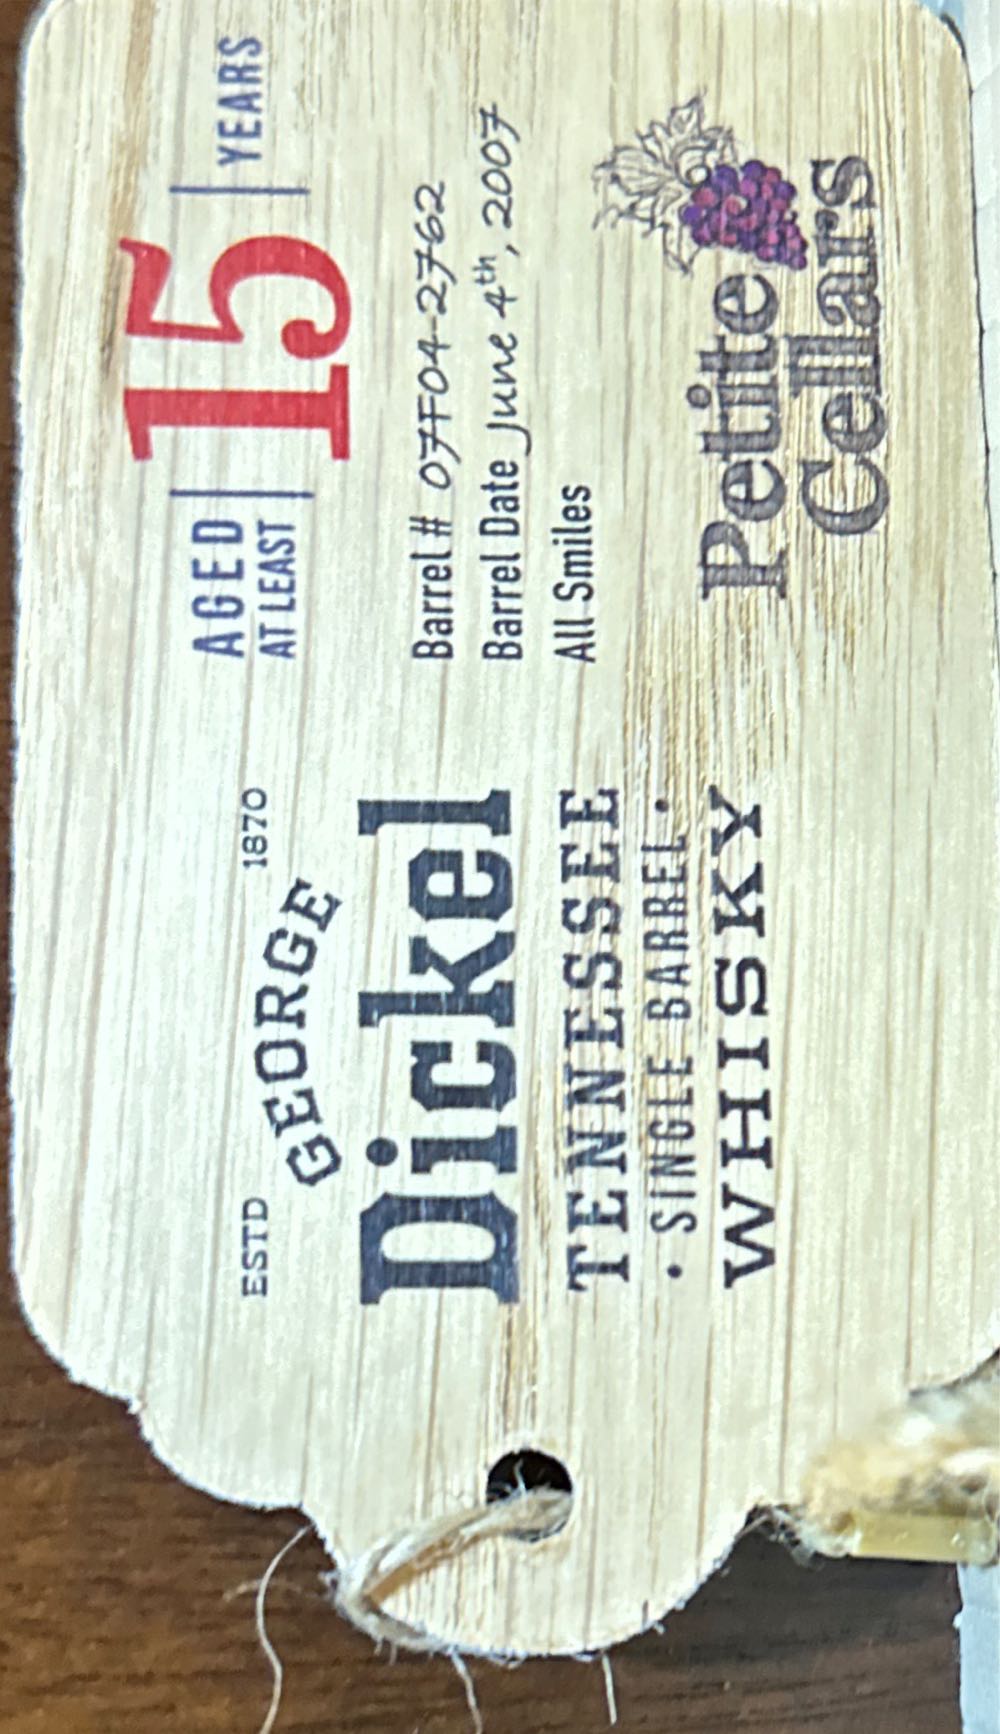 ESTD 1870
GEORGE
Dickel
TENNESSEE
· SINGLE BARREL ·
WHISKY
AGED
AT LEAST
15
YEARS
Barrel # 07F04-2762
Barrel Date June 4th, 2007
All Smiles
Petite
Cellars